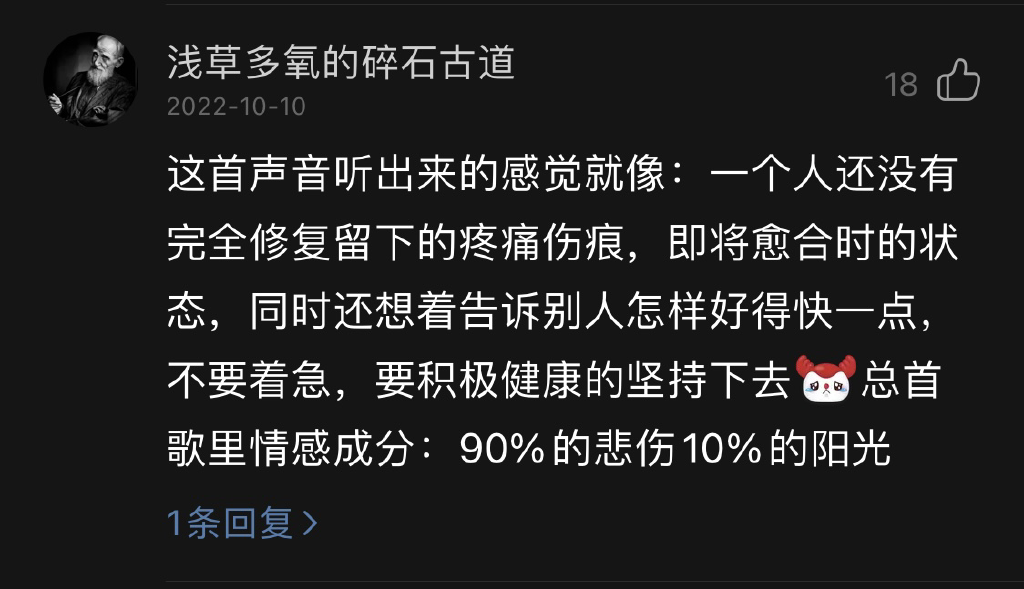 浅草多氧的碎石古道
18
2022-10-10
这首声音听出来的感觉就像：一个人还没有
完全修复留下的疼痛伤痕，即将愈合时的状
态，同时还想着告诉别人怎样好得快一点，
不要着急，要积极健康的坚持下去总首
歌里情感成分：90%的悲伤10%的阳光
1条回复